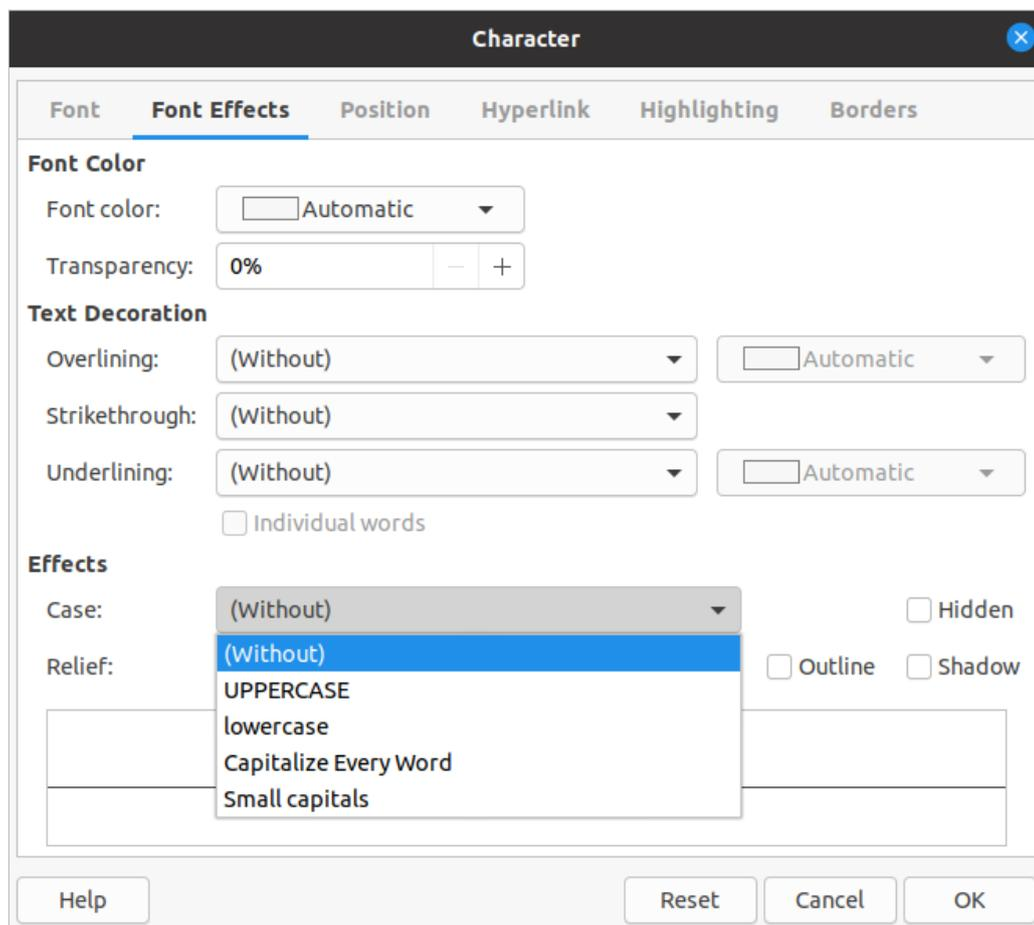 Character
Font Font Effects Position Hyperlink Highlighting Borders
Font Color
Font color: Automatic
Transparency: 0%
Text Decoration
Overlining: (Without) Automatic
Strikethrough: (Without)
Underlining: (Without) Automatic
Individual words
Effects
Case: (Without) Hidden
(Without)
Relief: Outline Shadow
UPPERCASE
lowercase
Capitalize Every Word
Small capitals
Help Reset Cancel OK